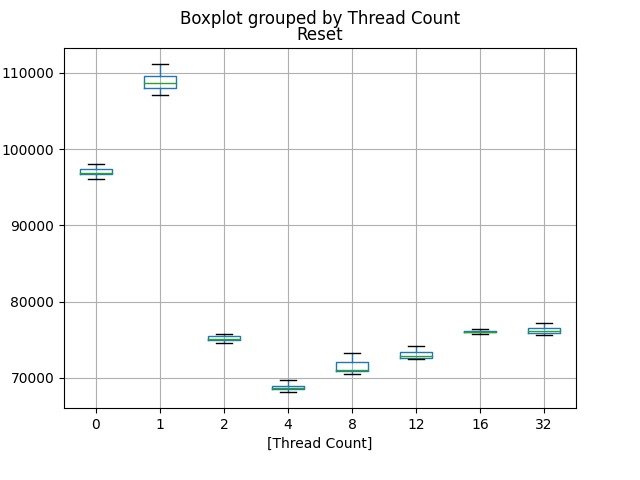 Boxplot grouped by Thread Count
Reset
110000
100000
90000
80000
70000
0 1 2 4 8 12 16 32
[Thread Count]